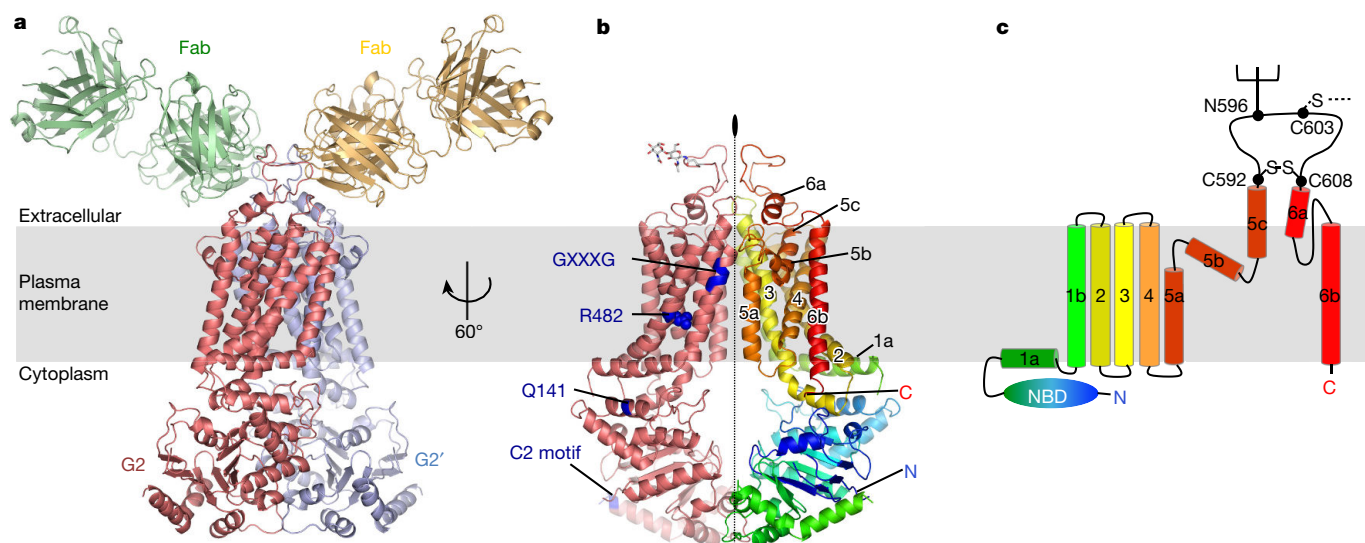 a
Fab
Fab
Extracellular
Plasma
membrane
Cytoplasm
G2
G2′
60°
b
6a
5c
5b
GXXXG
R482
3
4
5a
6b
2
1a
Q141
C
C2 motif
N
c
N596
S
C603
S
S
C592
C608
6a
5c
5b
1b
2
3
4
5a
6b
1a
NBD
N
C